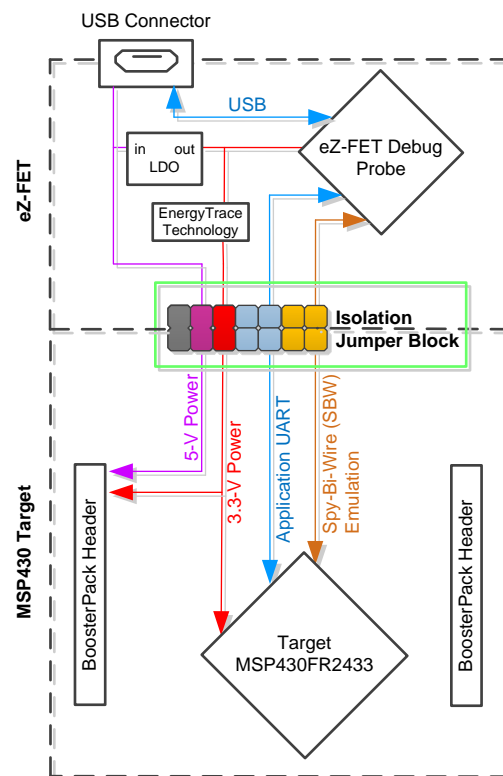 USB Connector
USB
eZ-FET Debug
Probe
in out
LDO
EnergyTrace
Technology
eZ-FET
Isolation
Jumper Block
5-V Power
3.3-V Power
Application UART
Spy-Bi-Wire (SBW)
Emulation
MSP430 Target
BoosterPack Header
BoosterPack Header
Target
MSP430FR2433